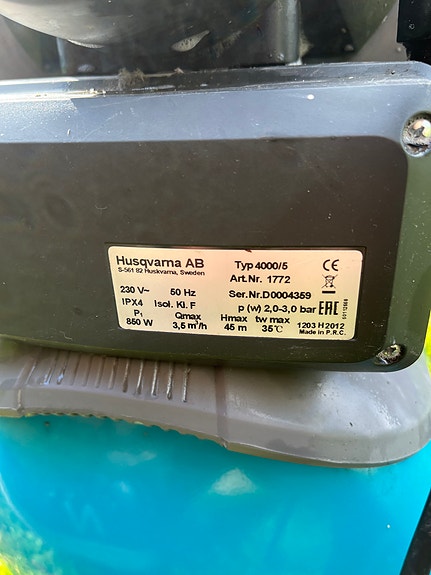 Husqvarna AB
S-561 82 Huskvarna, Sweden
Typ 4000/5
Art.Nr. 1772
CE
230 V~ 50 Hz
Ser.Nr.D0004359
IPX4 Isol. Kl. F
p (w) 2,0-3,0 bar
EAC
P1 Qmax Hmax tw max
850 W 3,5 m³/h 45 m 35℃
1203 H2012
Made in P.R.C.